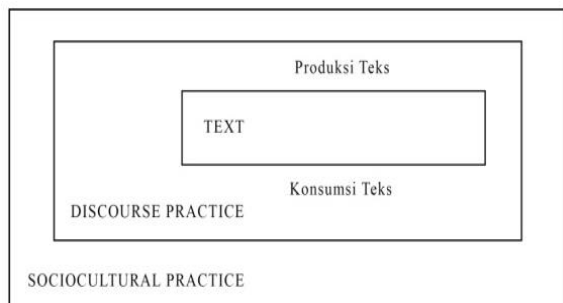 Produksi Teks
TEXT
Konsumsi Teks
DISCOURSE PRACTICE
SOCIOCULTURAL PRACTICE